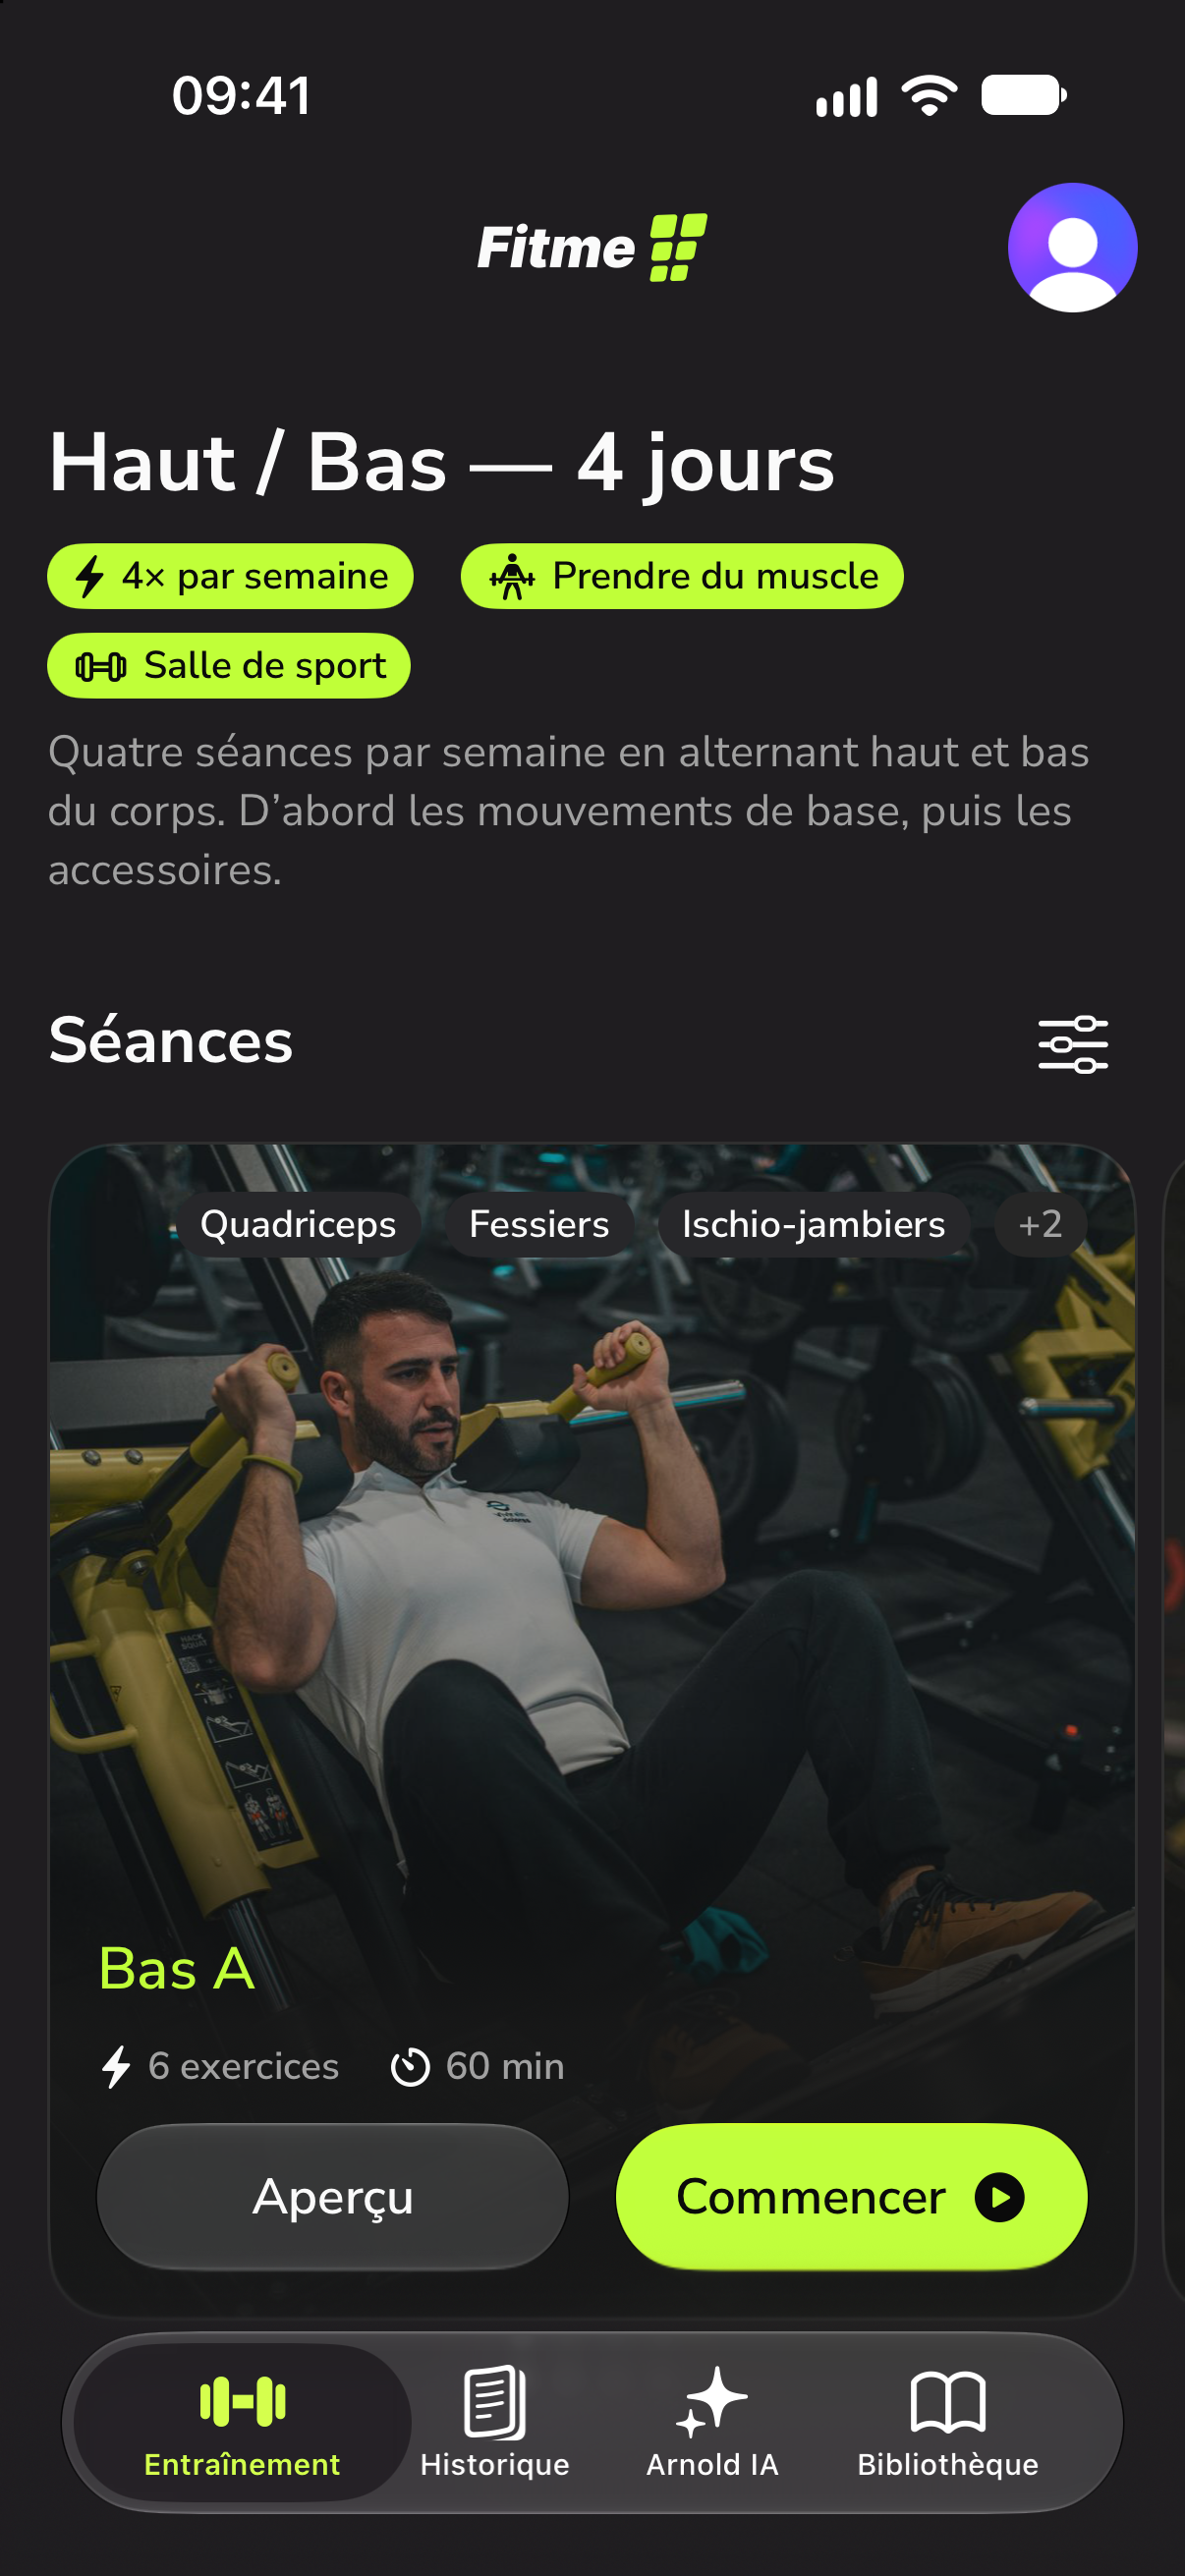 09:41
Fitme
Haut / Bas — 4 jours
4× par semaine
Prendre du muscle
Salle de sport
Quatre séances par semaine en alternant haut et bas
du corps. D’abord les mouvements de base, puis les
accessoires.
Séances
Quadriceps
Fessiers
Ischio-jambiers
+2
HACK
SQUAT
Bas A
6 exercices
60 min
Aperçu
Commencer
Entraînement
Historique
Arnold IA
Bibliothèque